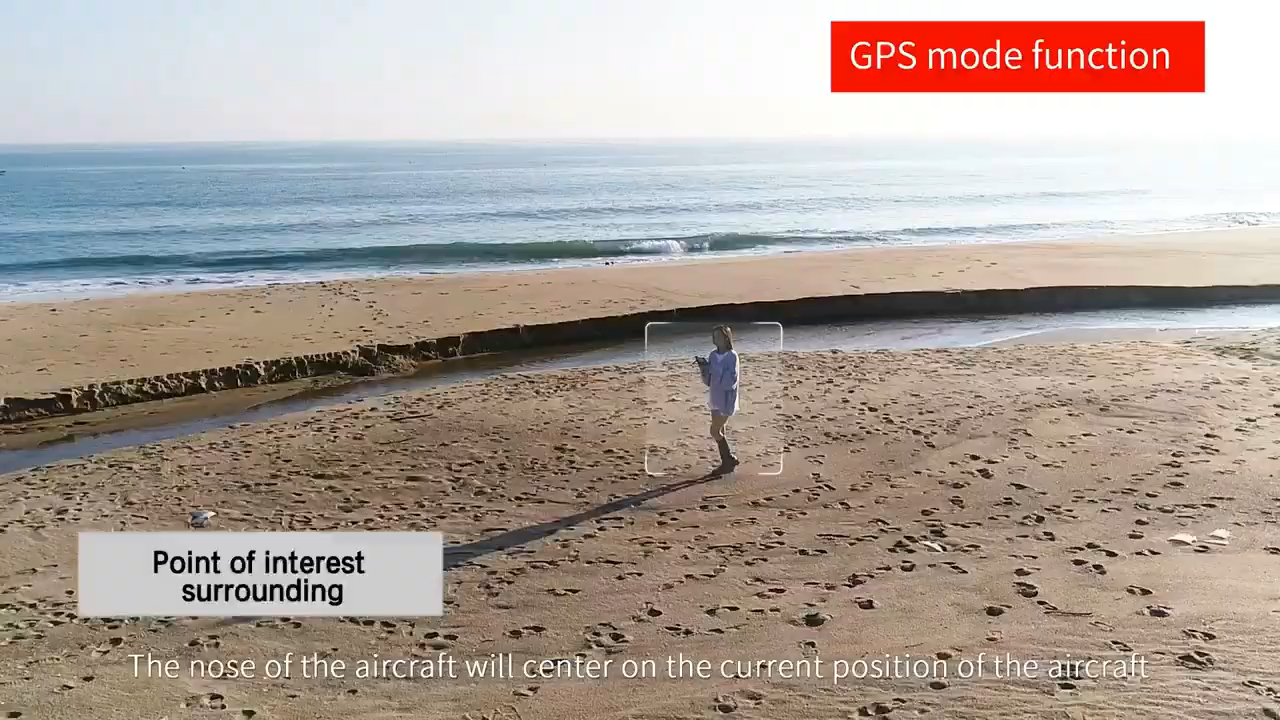 GPS mode function
Point of interest
surrounding
The nose of the aircraft will center on the current position of the aircraft